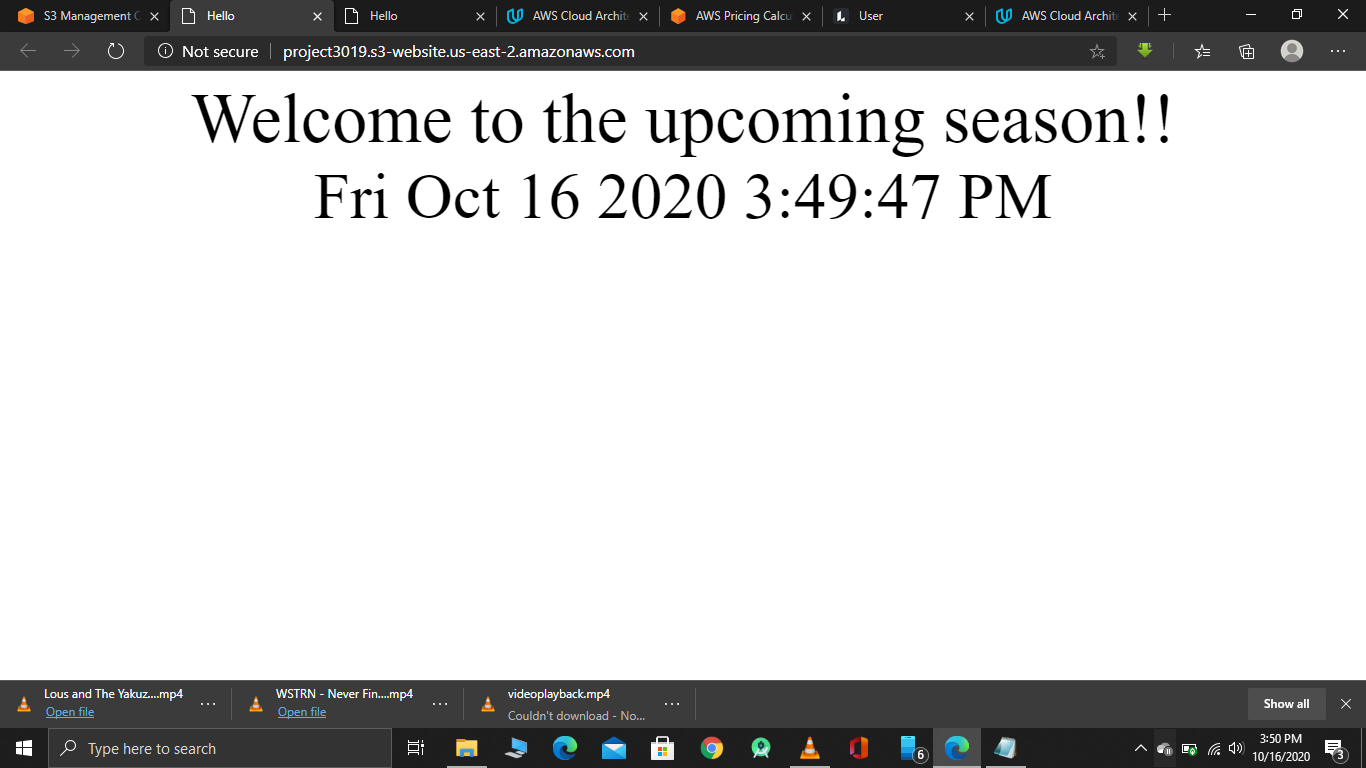 S3 Management C
Hello
Hello
AWS Cloud Archite
AWS Pricing Calcu
User
AWS Cloud Archite
Not secure
project3019.s3-website.us-east-2.amazonaws.com
Welcome to the upcoming season!!
Fri Oct 16 2020 3:49:47 PM
Lous and The Yakuz....mp4
Open file
WSTRN - Never Fin....mp4
Open file
videoplayback.mp4
Couldn't download - No...
Show all
Type here to search
6
3:50 PM
10/16/2020
3